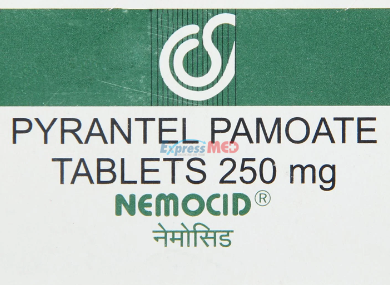 PYRANTEL PAMOATE
ExpressMED
TABLETS 250 mg
NEMOCID®
नेमोसिड